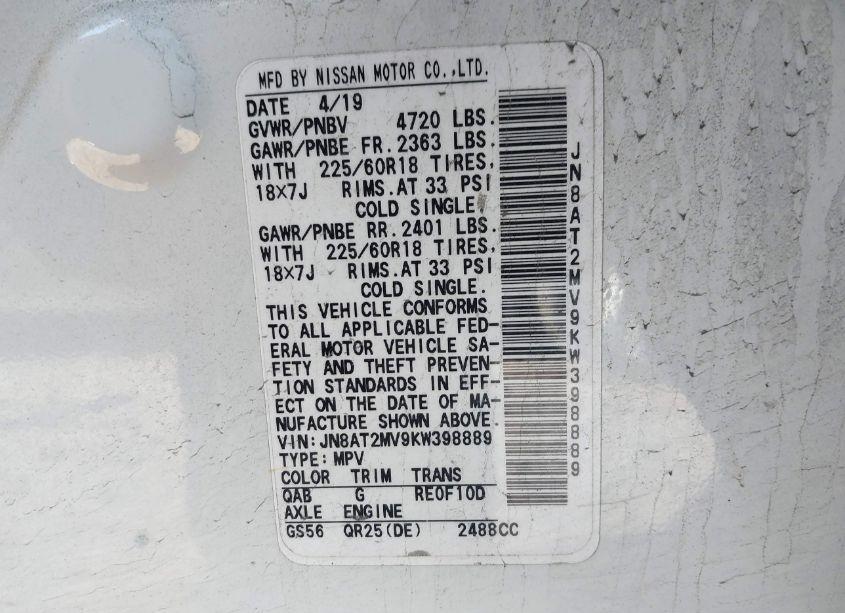 MFD BY NISSAN MOTOR CO.,LTD.
DATE 4/19
GVWR/PNBV 4720 LBS.
GAWR/PNBE FR.2363 LBS.
WITH 225/60R18 TIRES,
18×7J RIMS.AT 33 PSI
COLD SINGLE.
GAWR/PNBE RR.2401 LBS.
WITH 225/60R18 TIRES,
18×7J RIMS.AT 33 PSI
COLD SINGLE.
THIS VEHICLE CONFORMS
TO ALL APPLICABLE FED-
ERAL MOTOR VEHICLE SA-
FETY AND THEFT PREVEN-
TION STANDARDS IN EFF-
ECT ON THE DATE OF MA-
NUFACTURE SHOWN ABOVE.
VIN:JN8AT2MV9KW398889
TYPE:MPV
COLOR TRIM TRANS
QAB G RE0F10D
AXLE ENGINE
GS56 QR25(DE) 2488CC
JN8AT2MV9KW398889